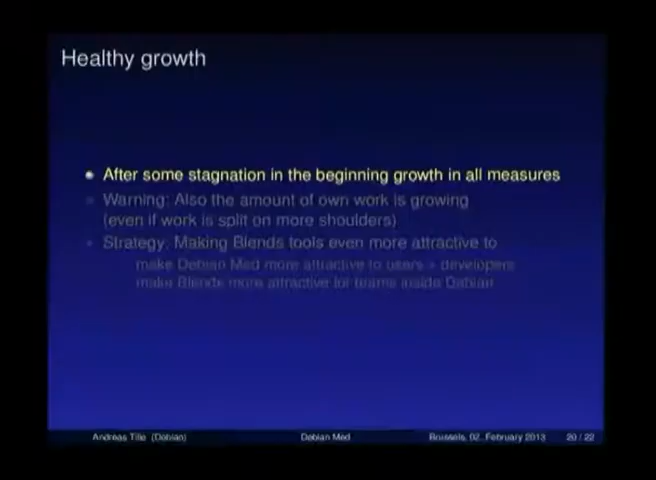 Healthy growth
After some stagnation in the beginning growth in all measures
Warning: Also the amount of own work is growing
(even if work is split on more shoulders)
Strategy: Making Blends tools even more attractive to
make Debian Med more attractive to users + developers
make Blends more attractive for teams inside Debian
Andreas Tille (Debian)
Debian Med
Brussels, 02. February 2013
20 / 22